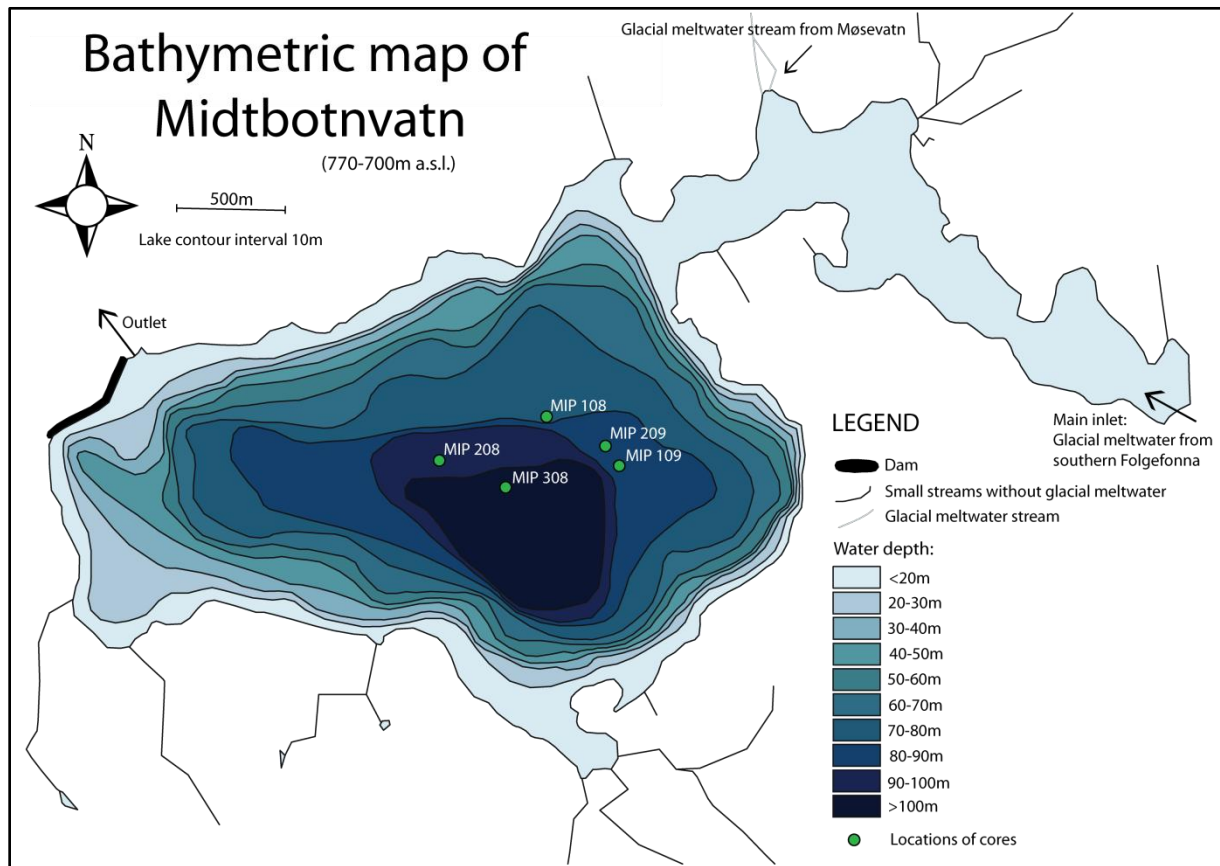 Bathymetric map of
Midtbotnvatn
(770-700m a.s.l.)
N
500m
Lake contour interval 10m
Glacial meltwater stream from Møsevatn
Outlet
MIP 108
MIP 209
MIP 208
MIP 109
MIP 308
Main inlet:
Glacial meltwater from
southern Folgefonna
LEGEND
Dam
Small streams without glacial meltwater
Glacial meltwater stream
Water depth:
<20m
20-30m
30-40m
40-50m
50-60m
60-70m
70-80m
80-90m
90-100m
>100m
Locations of cores